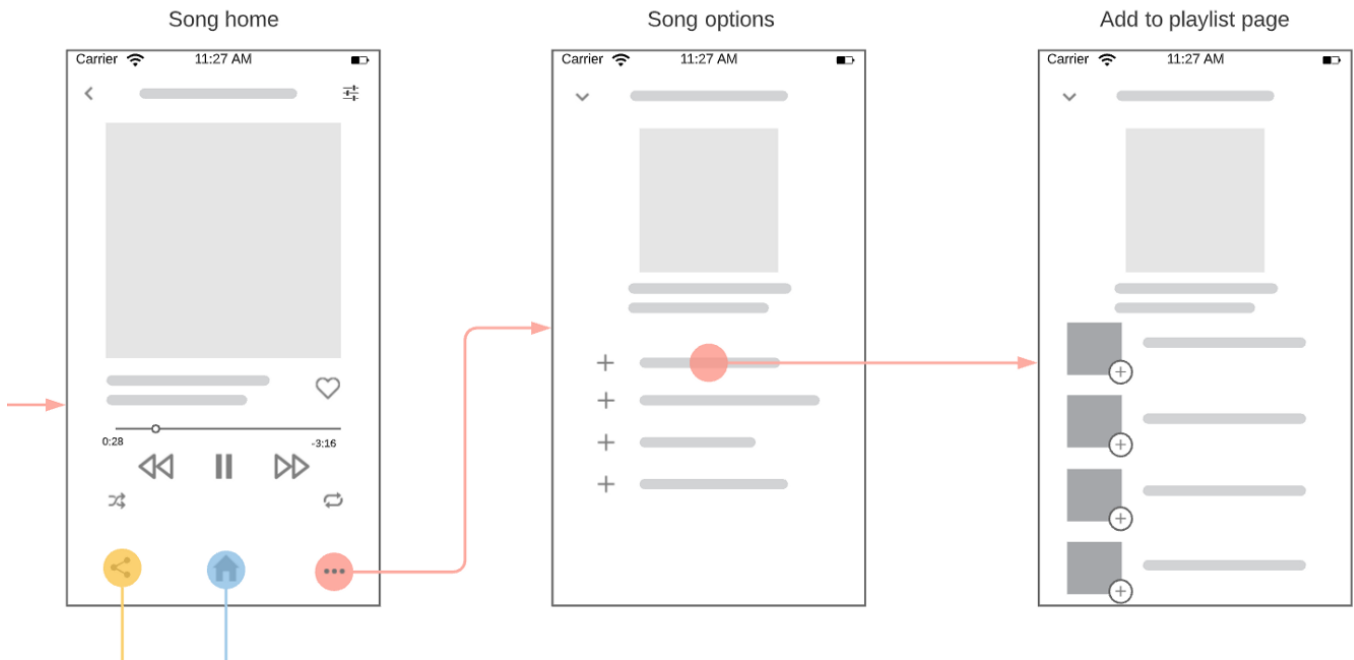 Song home
Carrier 11:27 AM
0:28 -3:16
Song options
Carrier 11:27 AM
Add to playlist page
Carrier 11:27 AM